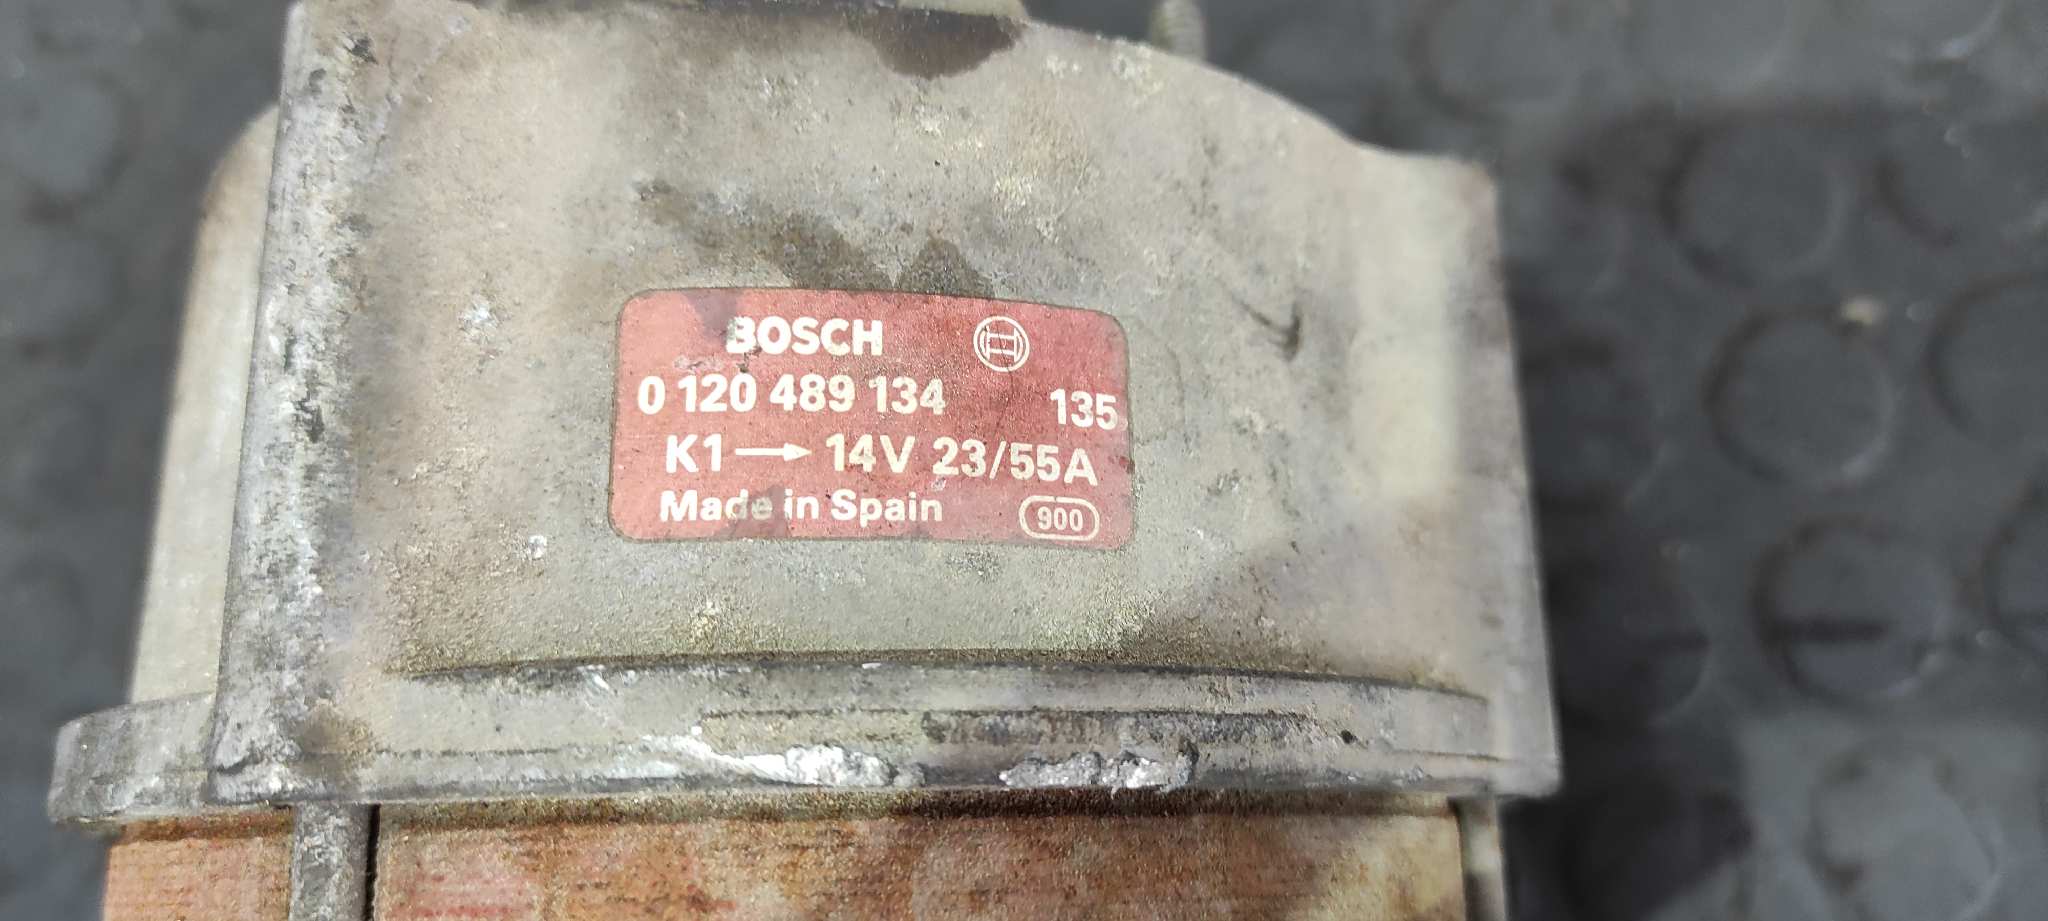 BOSCH
0 120 489 134 135
K1 → 14V 23/55A
Made in Spain 900